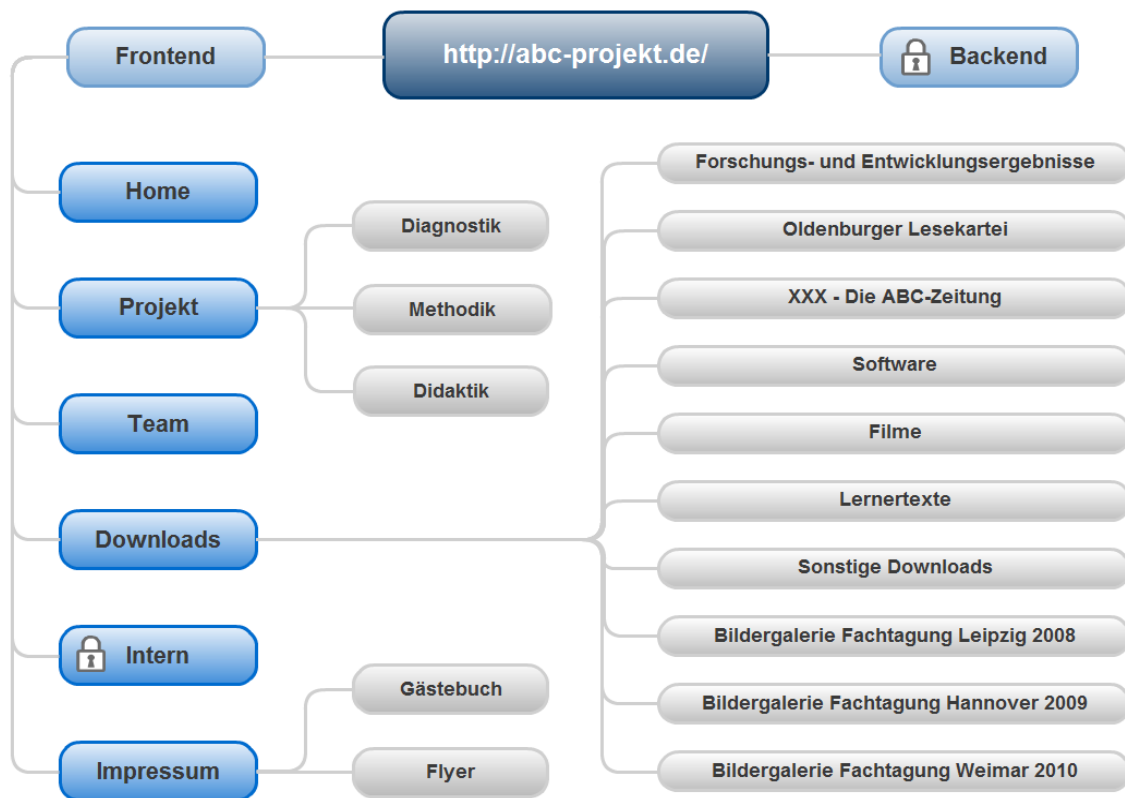 Frontend
http://abc-projekt.de/
Backend
Home
Projekt
Team
Downloads
Intern
Impressum
Diagnostik
Methodik
Didaktik
Gästebuch
Flyer
Forschungs- und Entwicklungsergebnisse
Oldenburger Lesekartei
XXX - Die ABC-Zeitung
Software
Filme
Lernertexte
Sonstige Downloads
Bildergalerie Fachtagung Leipzig 2008
Bildergalerie Fachtagung Hannover 2009
Bildergalerie Fachtagung Weimar 2010